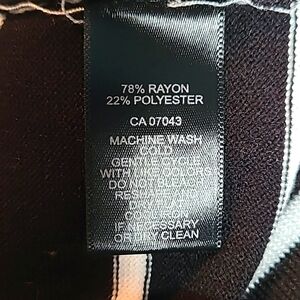 78% RAYON
22% POLYESTER
CA 07043
MACHINE WASH
COLD
GENTLE CYCLE
WITH LIKE COLORS
DO NOT BLEACH
IF NECESSARY
OR DRY CLEAN